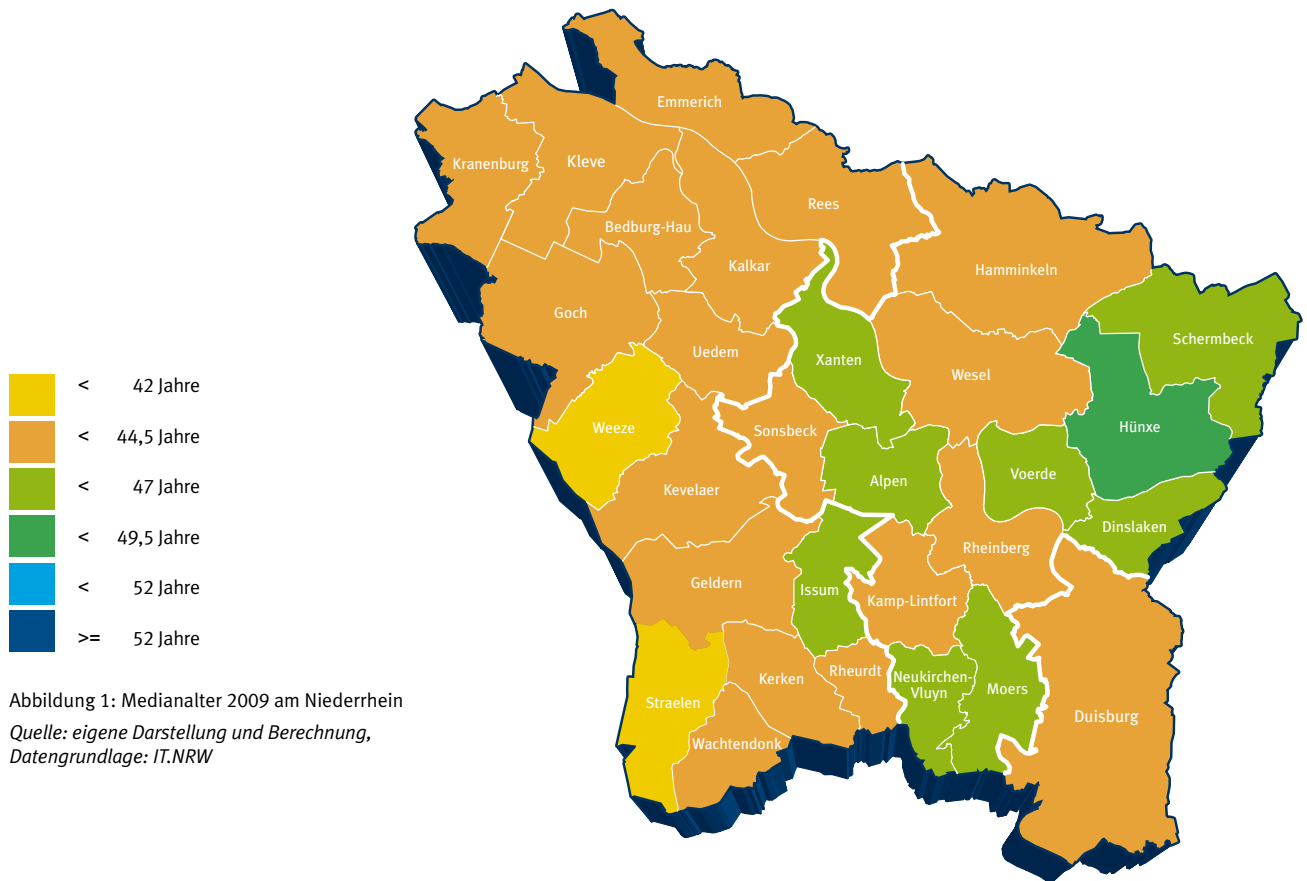 Emmerich
Kranenburg
Kleve
Rees
Bedburg-Hau
Kalkar
Hamminkeln
Goch
Schermbeck
Uedem
Xanten
Wesel
Weeze
Sonsbeck
Hünxe
Alpen
Voerde
Kevelaer
Dinslaken
Rheinberg
Geldern
Issum
Kamp-Lintfort
Kerken
Rheurdt
Neukirchen-
Vluyn
Moers
Straelen
Duisburg
Wachtendonk
< 42 Jahre
< 44,5 Jahre
< 47 Jahre
< 49,5 Jahre
< 52 Jahre
>= 52 Jahre
Abbildung 1: Medianalter 2009 am Niederrhein
Quelle: eigene Darstellung und Berechnung,
Datengrundlage: IT.NRW